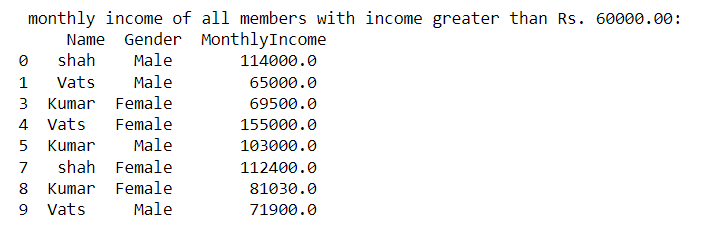 monthly income of all members with income greater than Rs. 60000.00:
Name Gender MonthlyIncome
0 shah Male 114000.0
1 Vats Male 65000.0
3 Kumar Female 69500.0
4 Vats Female 155000.0
5 Kumar Male 103000.0
7 shah Female 112400.0
8 Kumar Female 81030.0
9 Vats Male 71900.0